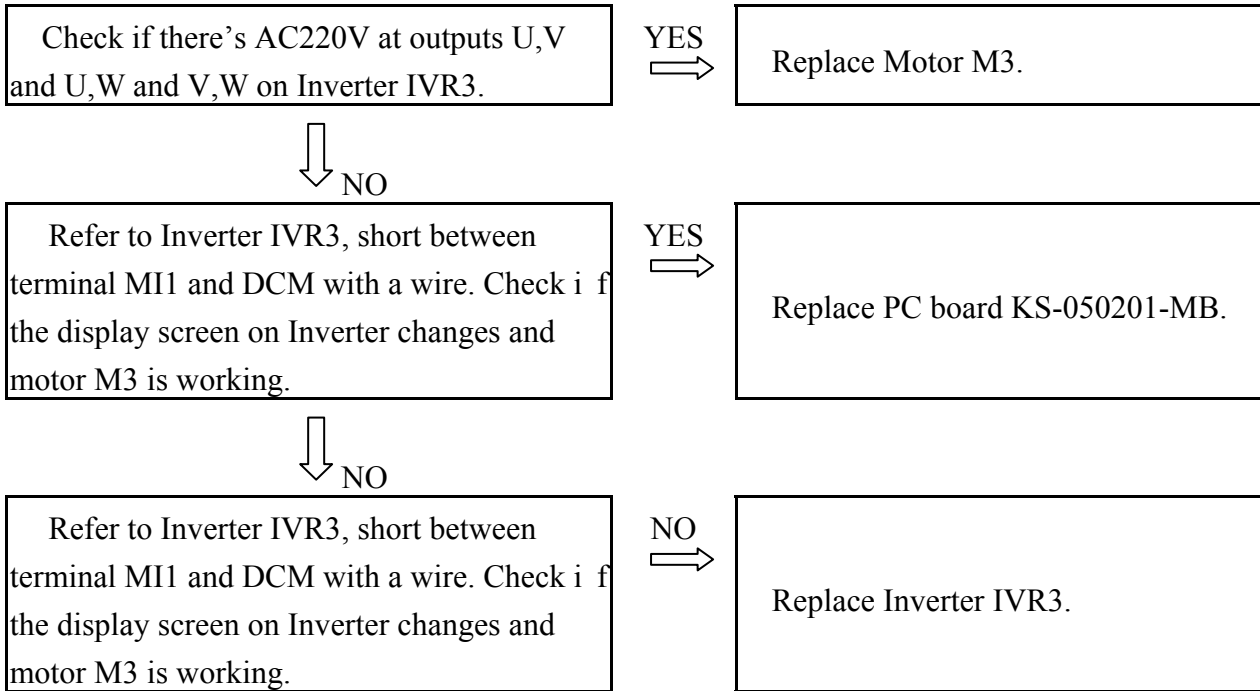 Check if there’s AC220V at outputs U,V
and U,W and V,W on Inverter IVR3.
YES
Replace Motor M3.
NO
Refer to Inverter IVR3, short between
terminal MI1 and DCM with a wire. Check i f
the display screen on Inverter changes and
motor M3 is working.
YES
Replace PC board KS-050201-MB.
NO
Refer to Inverter IVR3, short between
terminal MI1 and DCM with a wire. Check i f
the display screen on Inverter changes and
motor M3 is working.
NO
Replace Inverter IVR3.